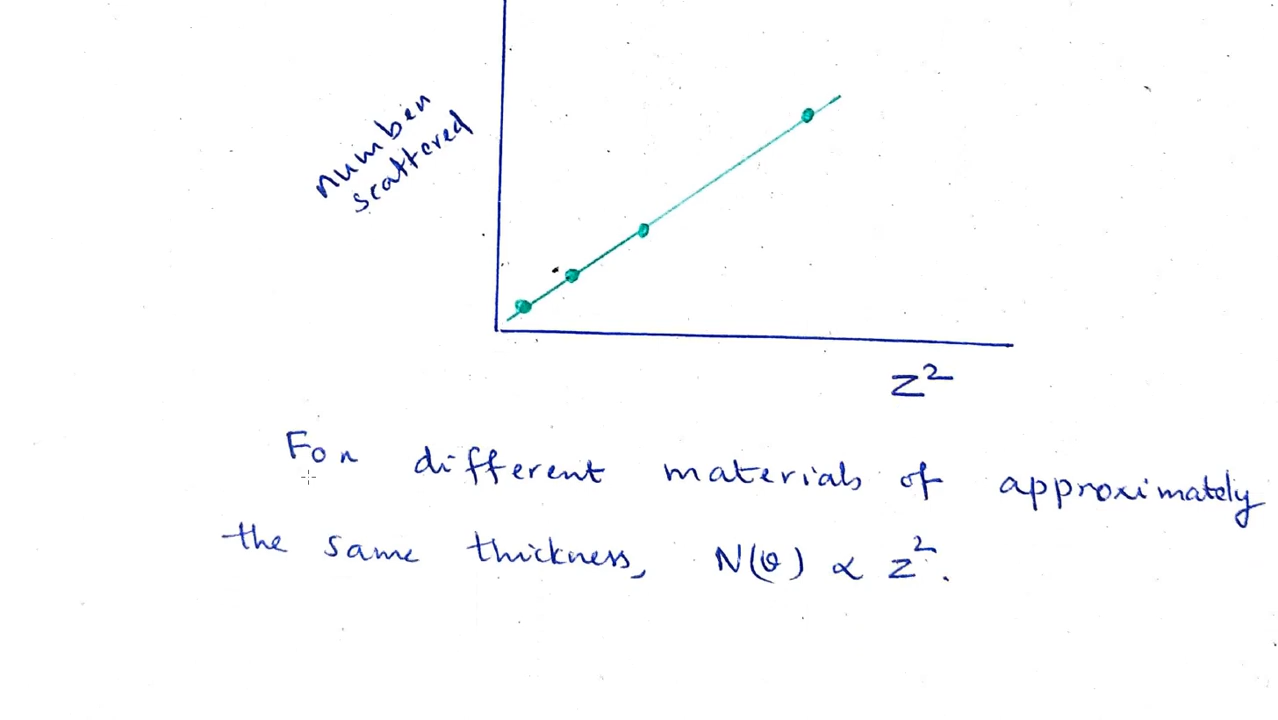 number
scattered
Z²
For different materials of approximately
the same thickness, N(θ) ∝ Z².